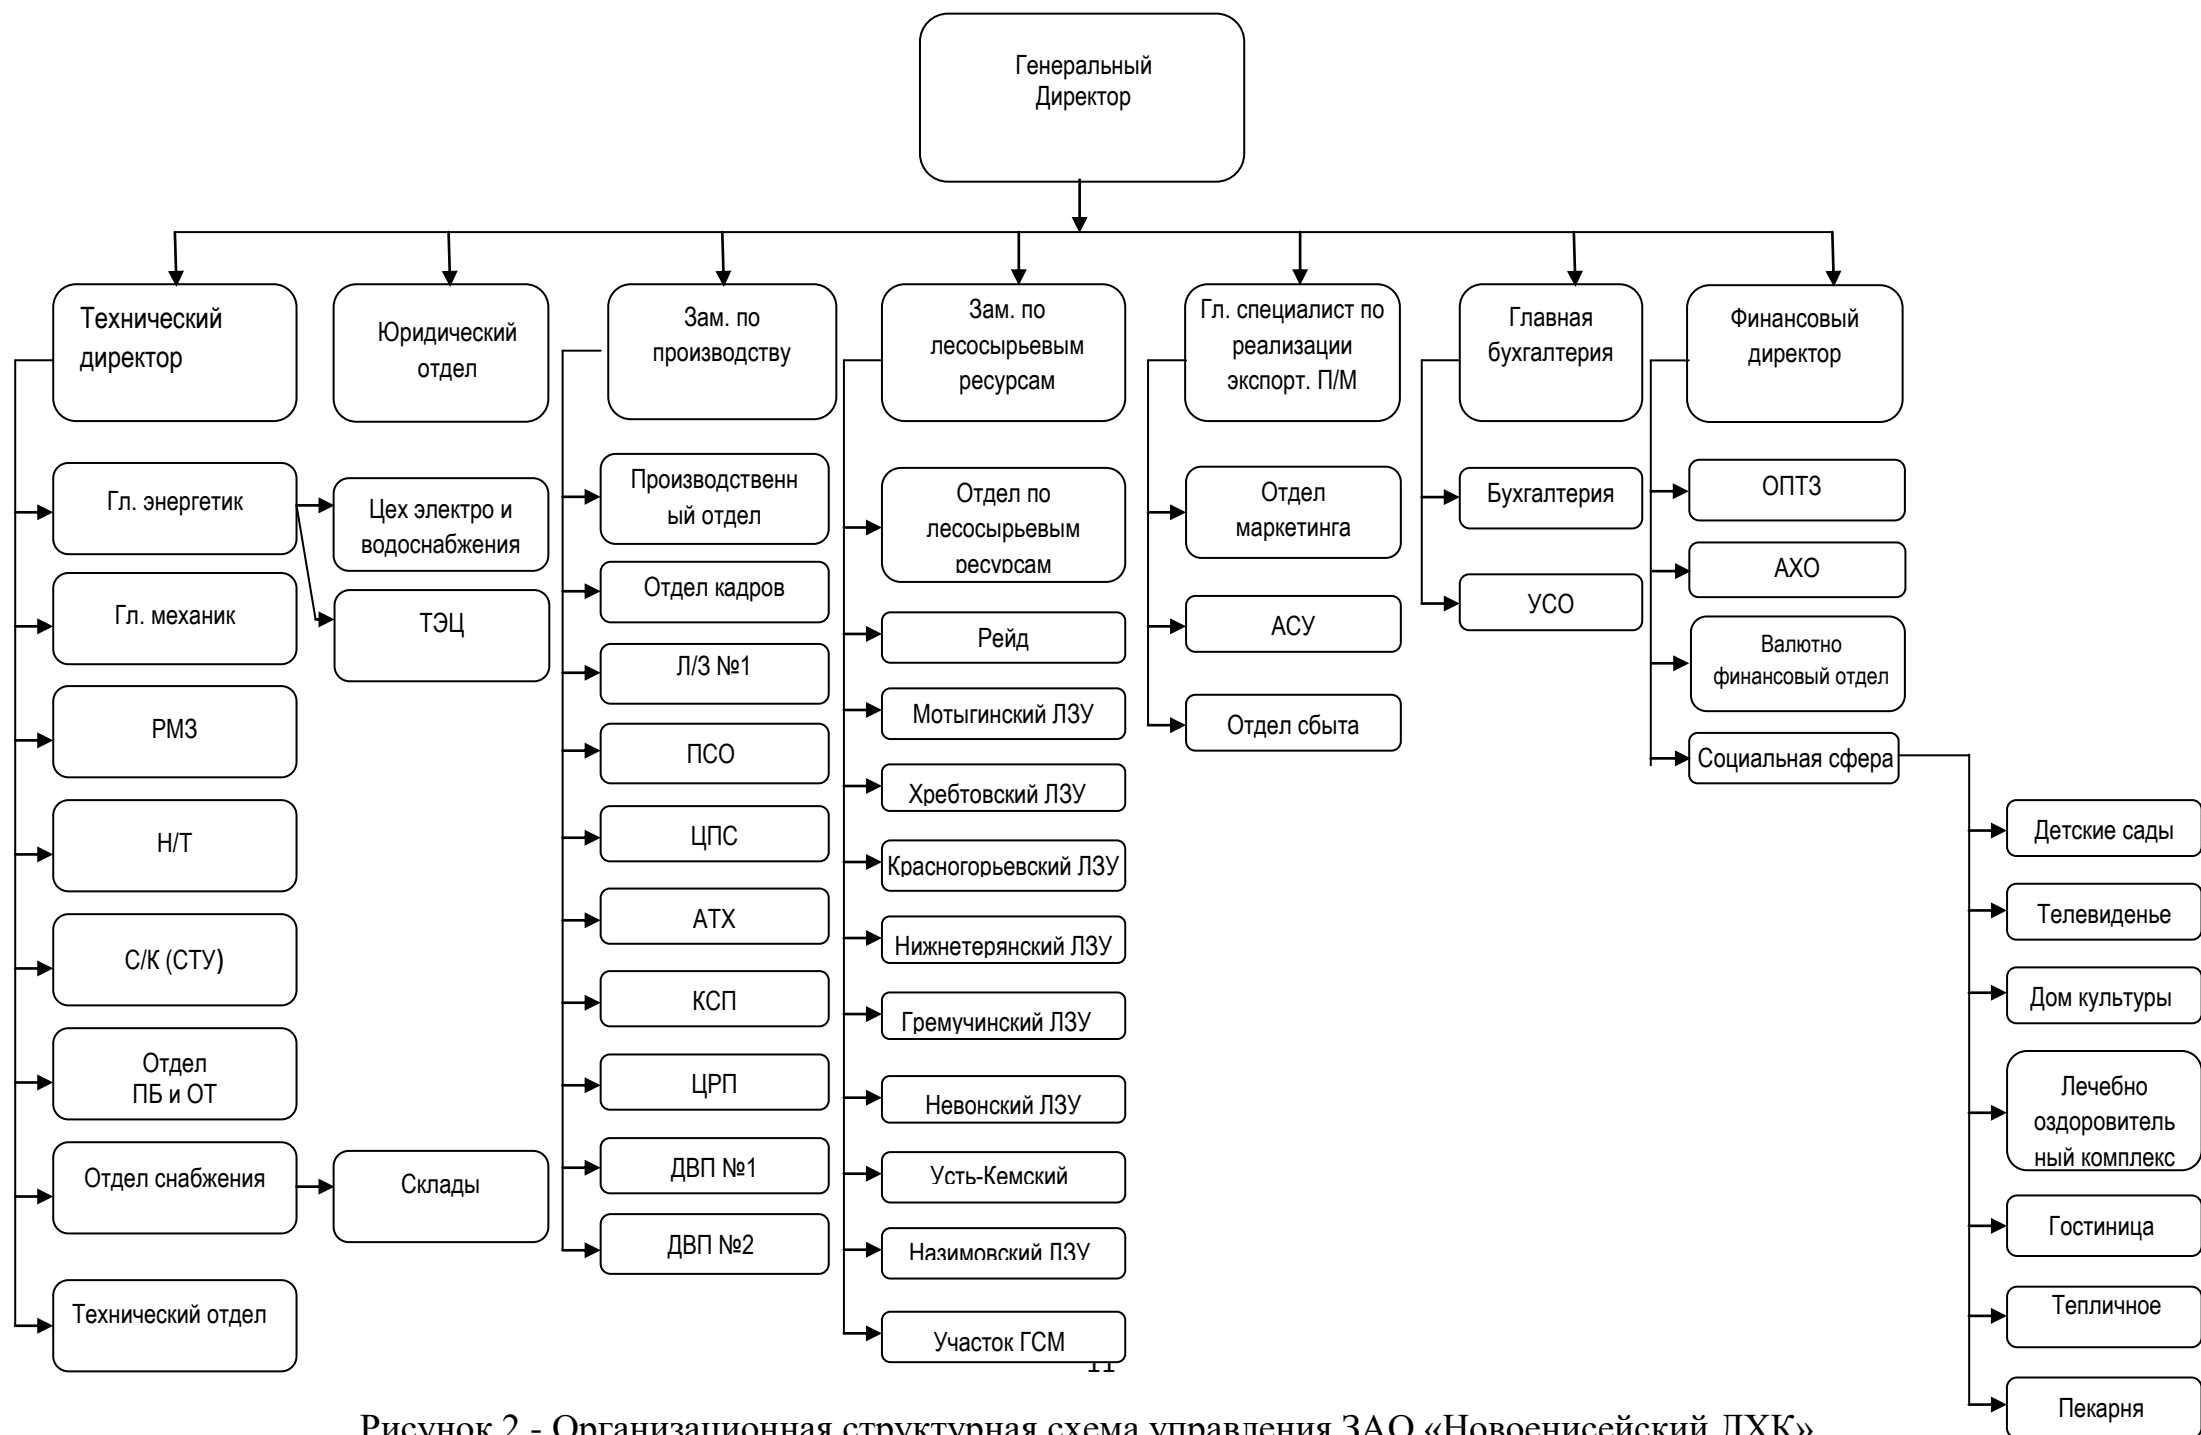 Генеральный
Директор
Технический
директор
Юридический
отдел
Зам. по
производству
Зам. по
лесосырьевым
ресурсам
Гл. специалист по
реализации
экспорт. П/М
Главная
бухгалтерия
Финансовый
директор
Гл. энергетик
Гл. механик
РМЗ
Н/Т
С/К (СТУ)
Отдел
ПБ и ОТ
Отдел снабжения
Технический отдел
Цех электро и
водоснабжения
ТЭЦ
Склады
Производственн
ый отдел
Отдел кадров
Л/З №1
ПСО
ЦПС
АТХ
КСП
ЦРП
ДВП №1
ДВП №2
Отдел по
лесосырьевым
ресурсам
Рейд
Мотыгинский ЛЗУ
Хребтовский ЛЗУ
Красногорьевский ЛЗУ
Нижнетерянский ЛЗУ
Гремучинский ЛЗУ
Невонский ЛЗУ
Усть-Кемский
Назимовский ЛЗУ
Участок ГСМ
Отдел
маркетинга
АСУ
Отдел сбыта
Бухгалтерия
УСО
ОПТЗ
АХО
Валютно
финансовый отдел
Социальная сфера
Детские сады
Телевиденье
Дом культуры
Лечебно
оздоровитель
ный комплекс
Гостиница
Тепличное
Пекарня
11
Рисунок 2 - Организационная структурная схема управления ЗАО «Новоенисейский ЛХК»